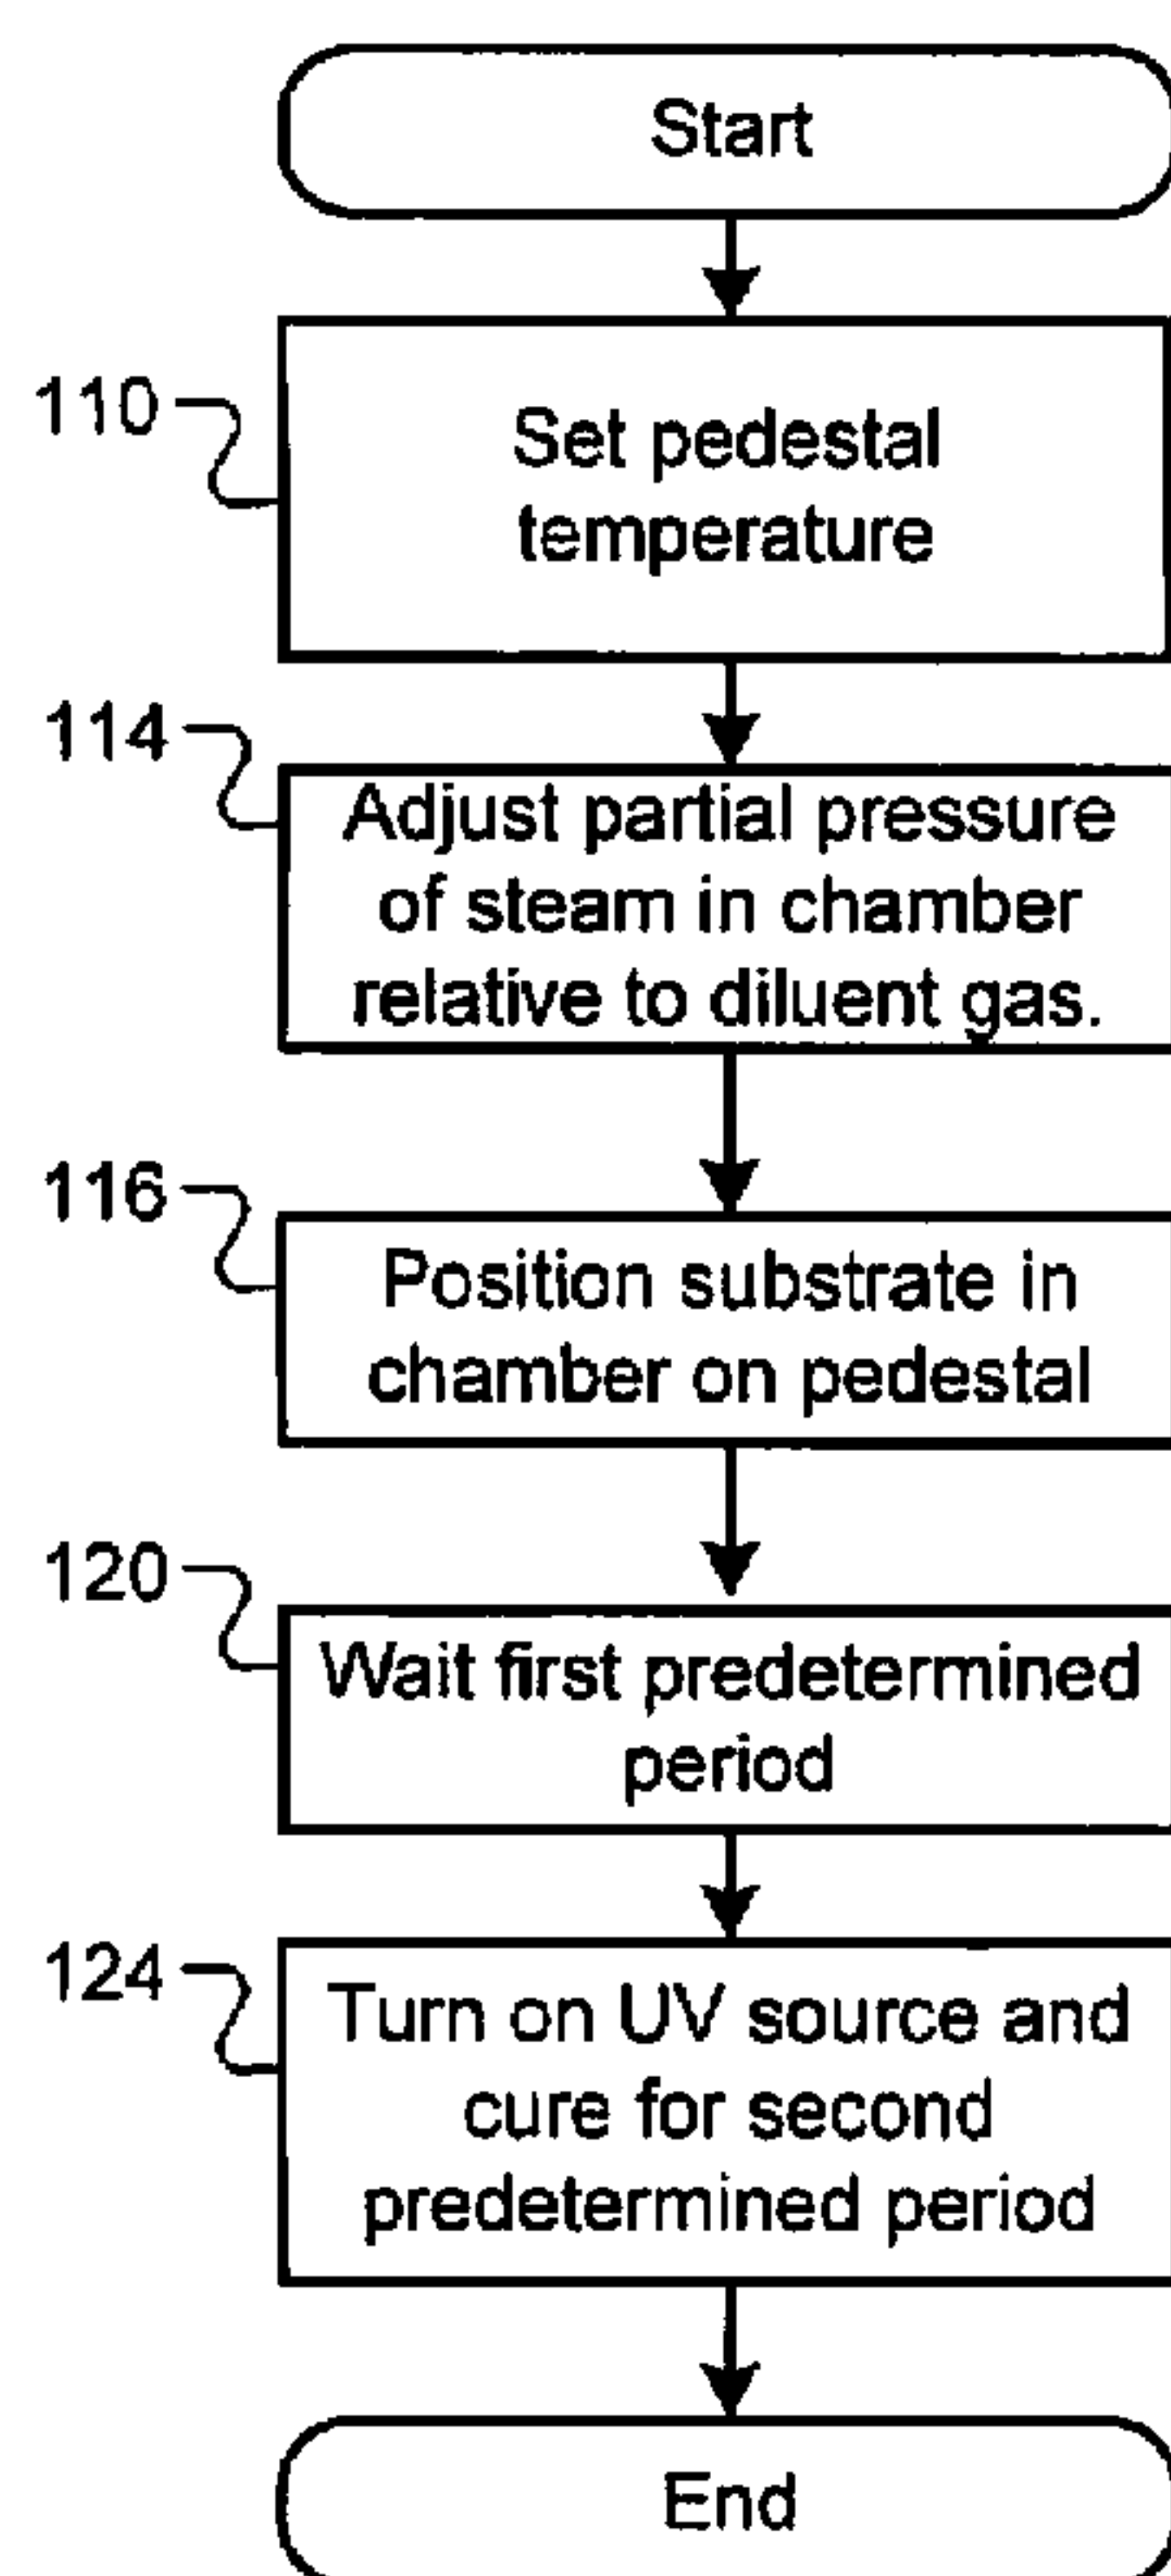 Start
110
Set pedestal
temperature
114
Adjust partial pressure
of steam in chamber
relative to diluent gas.
116
Position substrate in
chamber on pedestal
120
Wait first predetermined
period
124
Turn on UV source and
cure for second
predetermined period
End